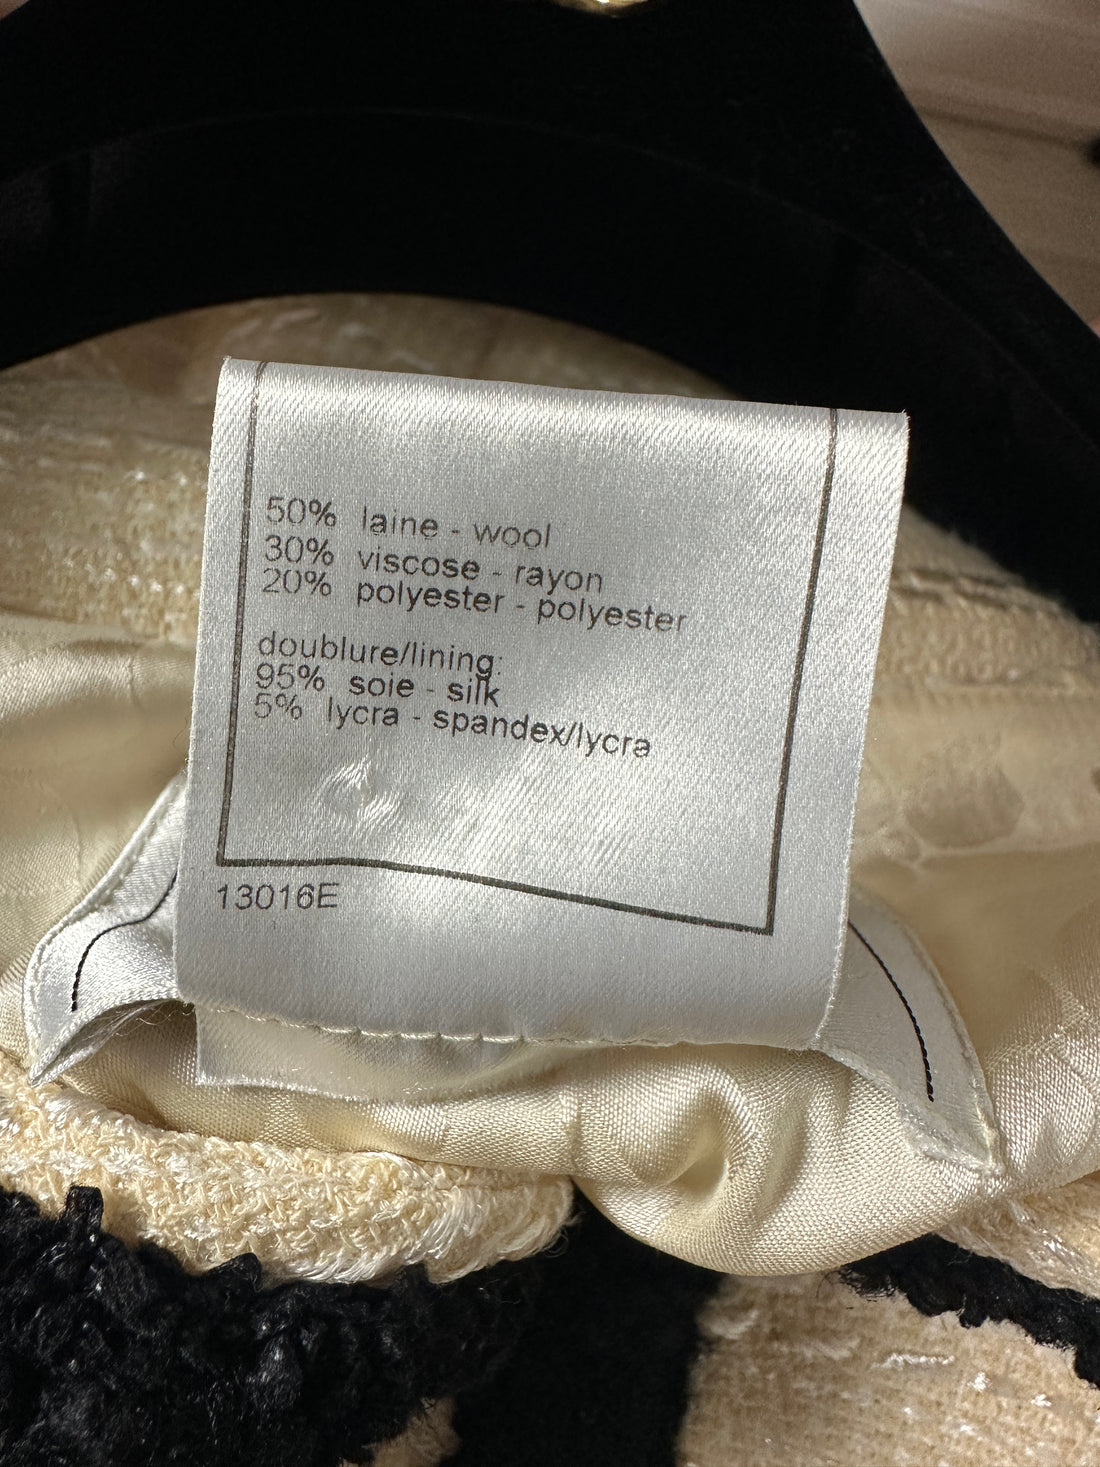 50% laine - wool
30% viscose - rayon
20% polyester - polyester
doublure/lining:
95% soie - silk
5% lycra - spandex/lycra
13016E